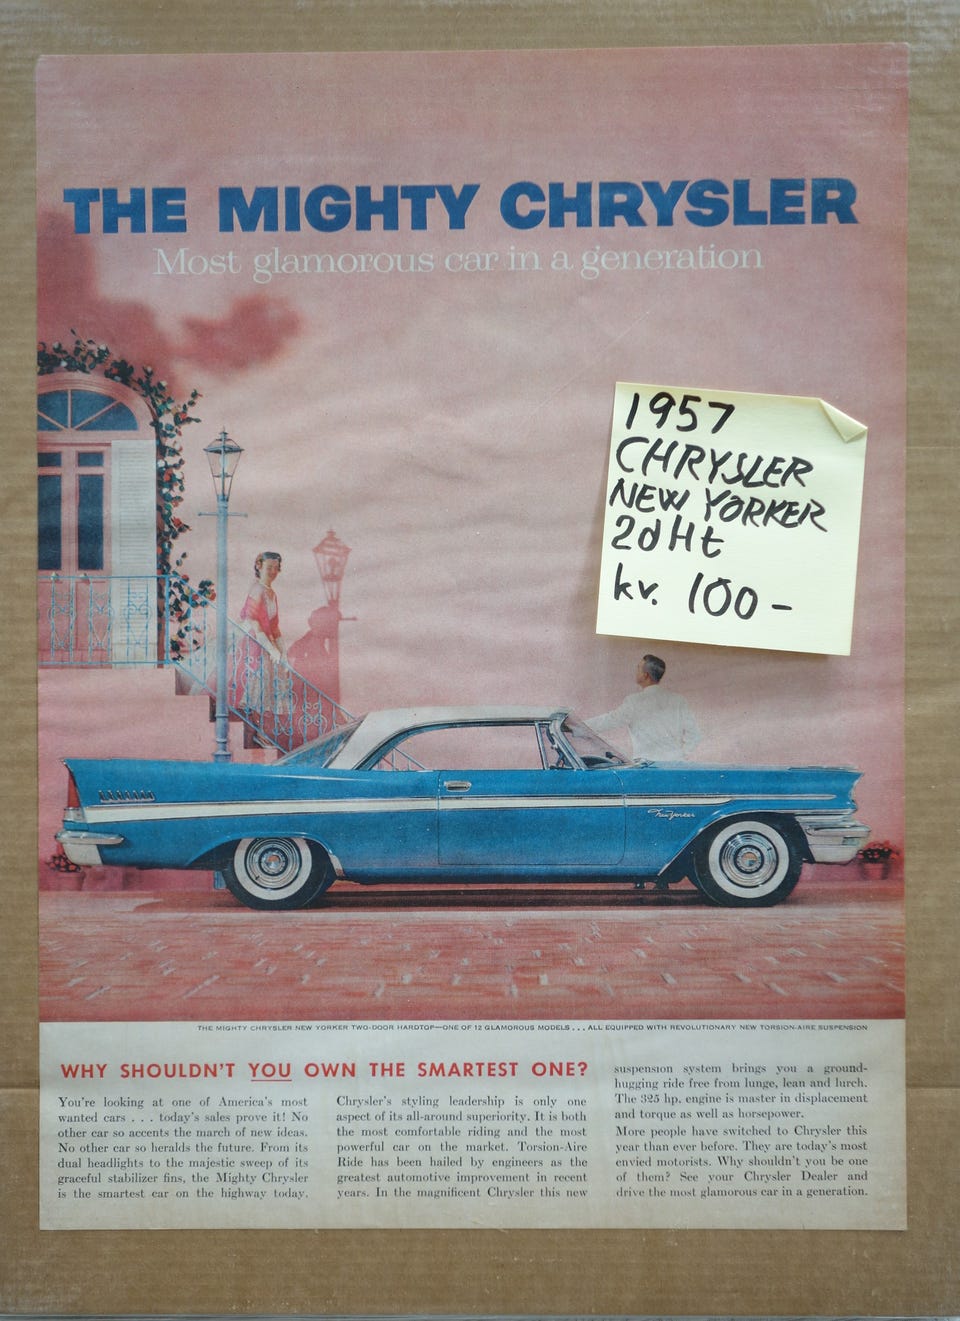 THE MIGHTY CHRYSLER
Most glamorous car in a generation
1957
CHRYSLER
NEW YORKER
2dHt
kr. 100-
New Yorker
THE MIGHTY CHRYSLER NEW YORKER TWO-DOOR HARDTOP—ONE OF 12 GLAMOROUS MODELS . . . ALL EQUIPPED WITH REVOLUTIONARY NEW TORSION-AIRE SUSPENSION
WHY SHOULDN'T YOU OWN THE SMARTEST ONE?
You're looking at one of America's most
wanted cars . . . today's sales prove it! No
other car so accents the march of new ideas.
No other car so heralds the future. From its
dual headlights to the majestic sweep of its
graceful stabilizer fins, the Mighty Chrysler
is the smartest car on the highway today.
Chrysler's styling leadership is only one
aspect of its all-around superiority. It is both
the most comfortable riding and the most
powerful car on the market. Torsion-Aire
Ride has been hailed by engineers as the
greatest automotive improvement in recent
years. In the magnificent Chrysler this new
suspension system brings you a ground-
hugging ride free from lunge, lean and lurch.
The 325 hp. engine is master in displacement
and torque as well as horsepower.
More people have switched to Chrysler this
year than ever before. They are today's most
envied motorists. Why shouldn't you be one
of them? See your Chrysler Dealer and
drive the most glamorous car in a generation.